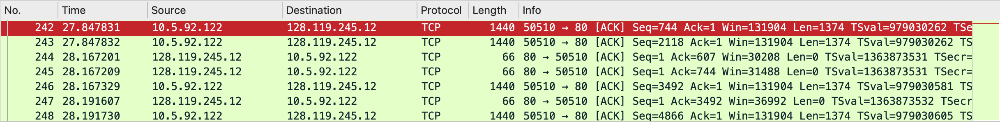 No. Time Source Destination Protocol Length Info
242 27.847831 10.5.92.122 128.119.245.12 TCP 1440 50510 → 80 [ACK] Seq=744 Ack=1 Win=131904 Len=1374 TSval=979030262 TSe
243 27.847832 10.5.92.122 128.119.245.12 TCP 1440 50510 → 80 [ACK] Seq=2118 Ack=1 Win=131904 Len=1374 TSval=979030262 TS
244 28.167201 128.119.245.12 10.5.92.122 TCP 66 80 → 50510 [ACK] Seq=1 Ack=607 Win=30208 Len=0 TSval=1363873531 TSecr=
245 28.167209 128.119.245.12 10.5.92.122 TCP 66 80 → 50510 [ACK] Seq=1 Ack=744 Win=31488 Len=0 TSval=1363873531 TSecr=
246 28.167329 10.5.92.122 128.119.245.12 TCP 1440 50510 → 80 [ACK] Seq=3492 Ack=1 Win=131904 Len=1374 TSval=979030581 TS
247 28.191607 128.119.245.12 10.5.92.122 TCP 66 80 → 50510 [ACK] Seq=1 Ack=3492 Win=36992 Len=0 TSval=1363873532 TSecr
248 28.191730 10.5.92.122 128.119.245.12 TCP 1440 50510 → 80 [ACK] Seq=4866 Ack=1 Win=131904 Len=1374 TSval=979030605 TS